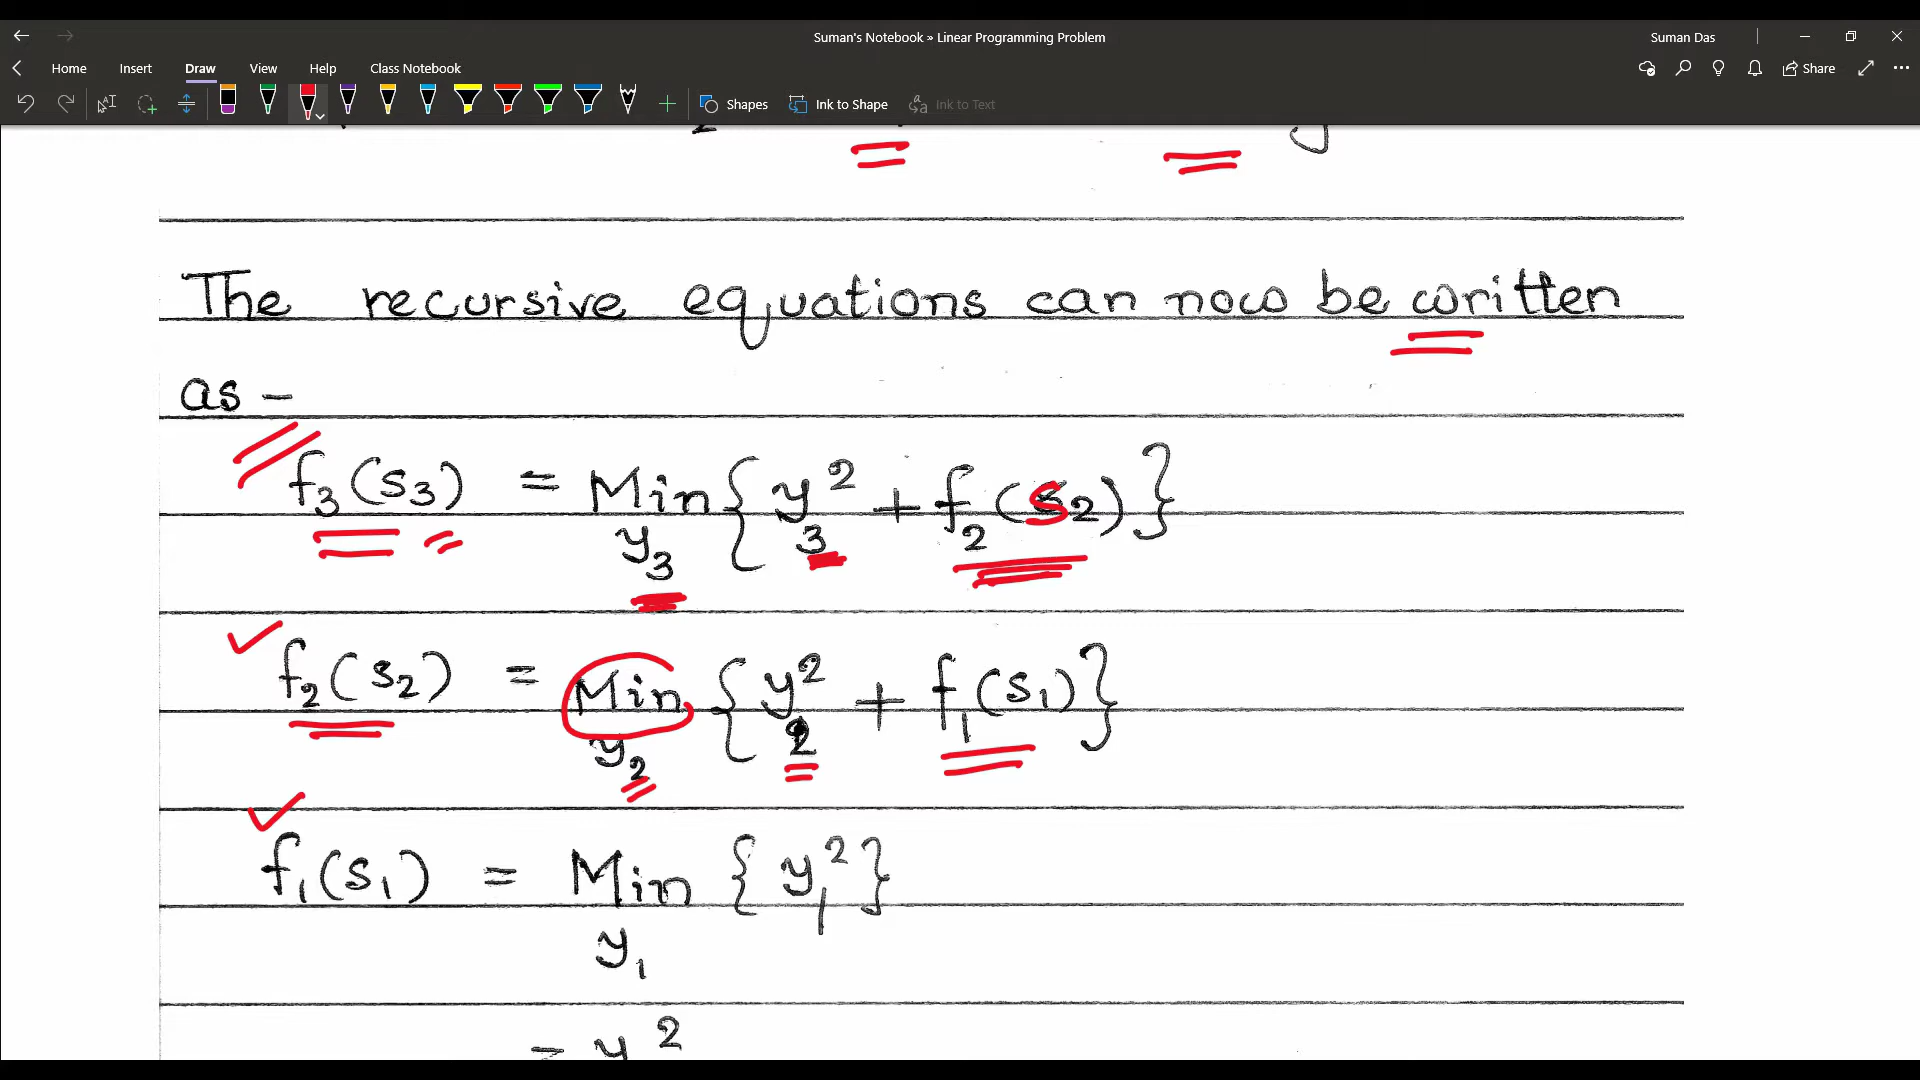 Suman's Notebook » Linear Programming Problem
Suman Das
Home Insert Draw View Help Class Notebook
Share
Shapes Ink to Shape Ink to Text
The recursive equations can now be written
as -
f₃(s₃) = Min y₃ {y₃² + f₂(s₂)}
f₂(s₂) = Min y₂ {y₂² + f₁(s₁)}
f₁(s₁) = Min y₁ {y₁²}
= y²